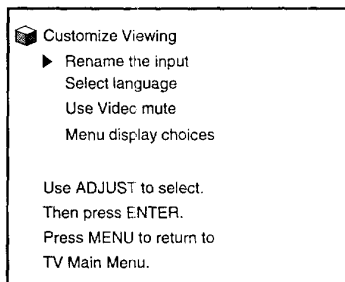 Customize Viewing
Rename the input
Select language
Use Video mute
Menu display choices
Use ADJUST to select.
Then press ENTER.
Press MENU to return to
TV Main Menu.